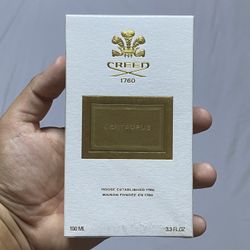 CREED
1760
CENTAURUS
HOUSE ESTABLISHED 1760
MAISON FONDÉE EN 1760
100 ML
3.3 FL.OZ